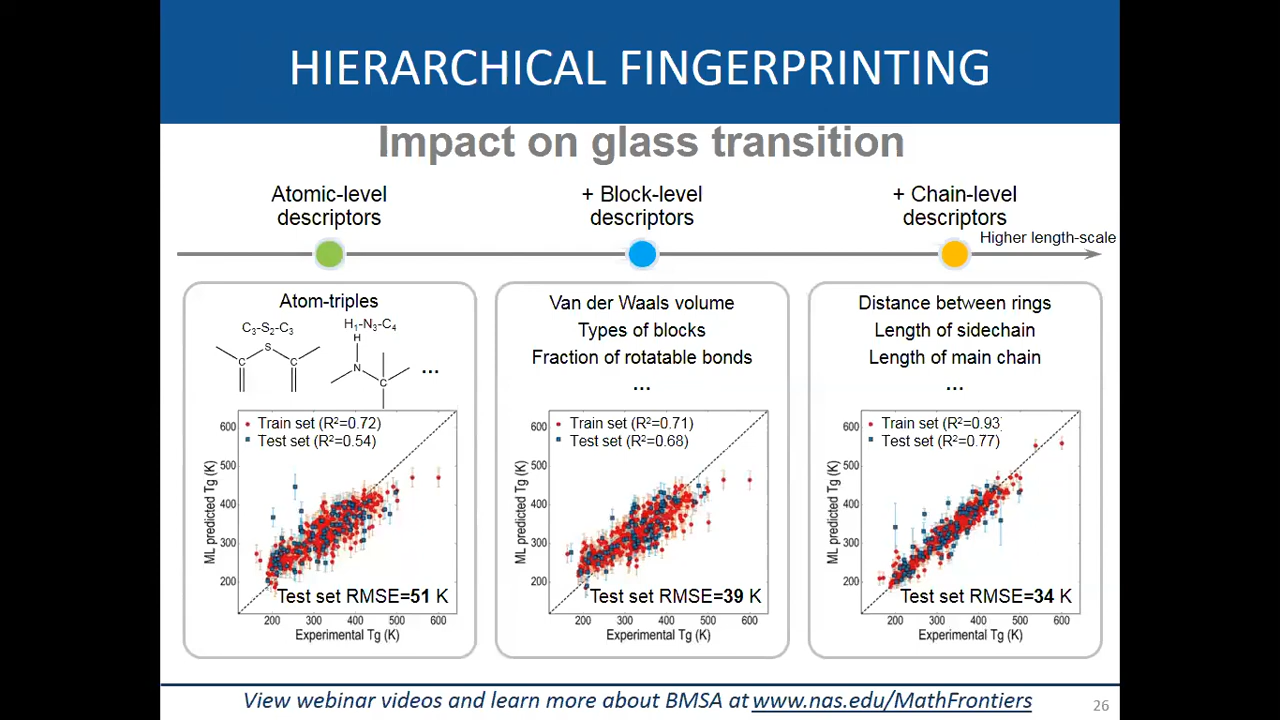 HIERARCHICAL FINGERPRINTING
Impact on glass transition
Atomic-level
descriptors
+ Block-level
descriptors
+ Chain-level
descriptors
Higher length-scale
Atom-triples
C3-S2-C3
H1-N3-C4
S
C
C
H
N
C
...
Train set (R²=0.72)
Test set (R²=0.54)
600
500
400
300
200
ML predicted Tg (K)
Test set RMSE=51 K
200 300 400 500 600
Experimental Tg (K)
Van der Waals volume
Types of blocks
Fraction of rotatable bonds
...
Train set (R²=0.71)
Test set (R²=0.68)
600
500
400
300
200
ML predicted Tg (K)
Test set RMSE=39 K
200 300 400 500 600
Experimental Tg (K)
Distance between rings
Length of sidechain
Length of main chain
...
Train set (R²=0.93)
Test set (R²=0.77)
600
500
400
300
200
ML predicted Tg (K)
Test set RMSE=34 K
200 300 400 500 600
Experimental Tg (K)
View webinar videos and learn more about BMSA at www.nas.edu/MathFrontiers
26